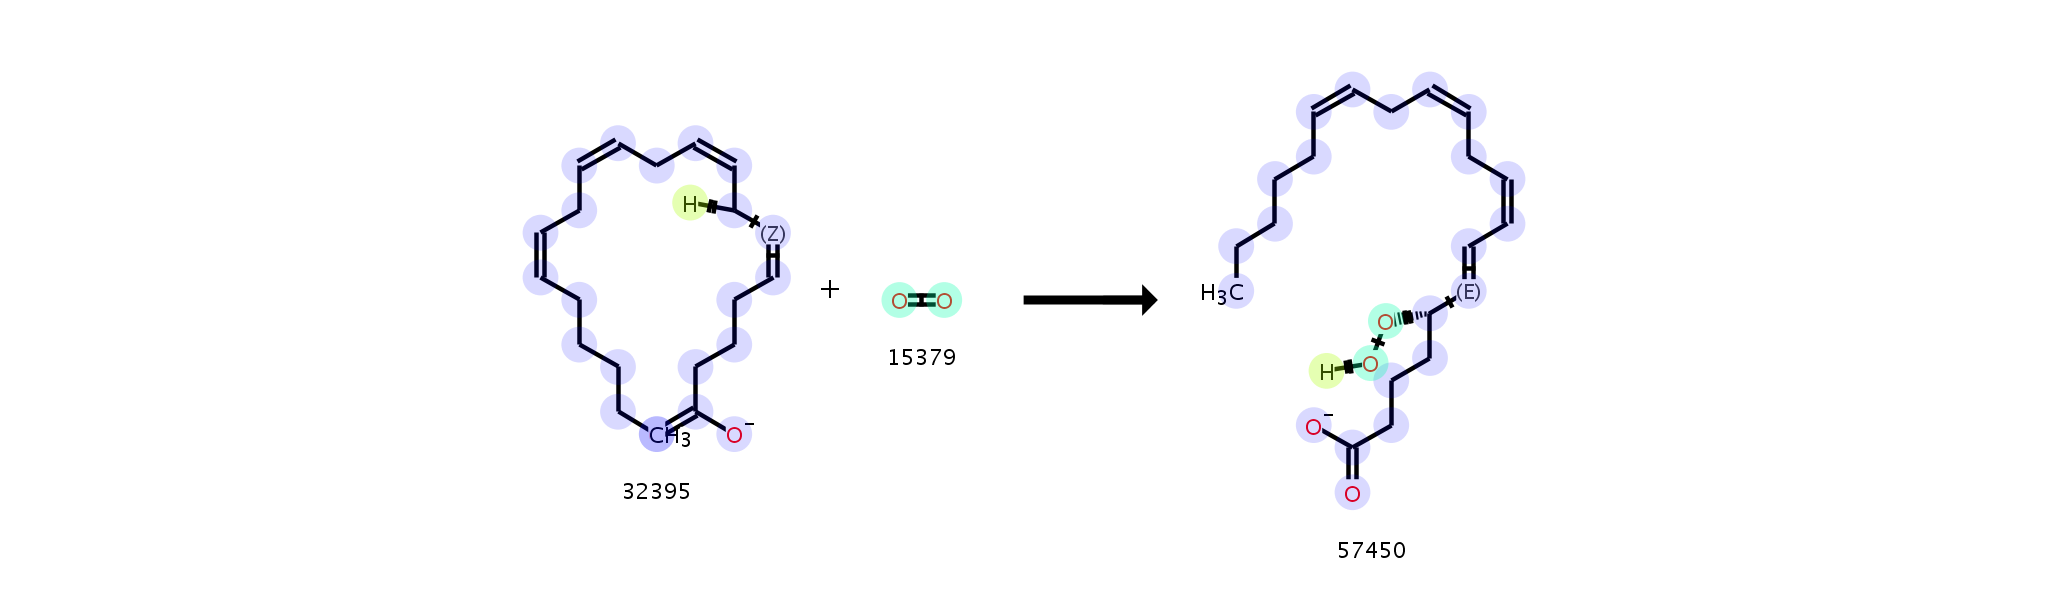 H (Z)
+ O O
CH3 O−
15379
32395
H3C (E)
O
O
H
O−
O
57450